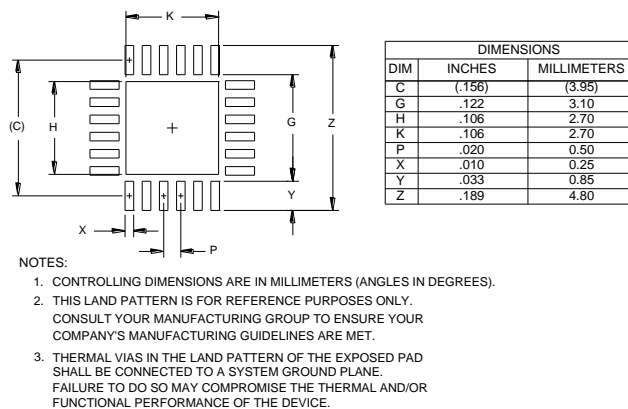 K
(C)
H
G
Z
Y
X
P
DIMENSIONS
DIM INCHES MILLIMETERS
C (.156) (3.95)
G .122 3.10
H .106 2.70
K .106 2.70
P .020 0.50
X .010 0.25
Y .033 0.85
Z .189 4.80
NOTES:
1. CONTROLLING DIMENSIONS ARE IN MILLIMETERS (ANGLES IN DEGREES).
2. THIS LAND PATTERN IS FOR REFERENCE PURPOSES ONLY.
CONSULT YOUR MANUFACTURING GROUP TO ENSURE YOUR
COMPANY'S MANUFACTURING GUIDELINES ARE MET.
3. THERMAL VIAS IN THE LAND PATTERN OF THE EXPOSED PAD
SHALL BE CONNECTED TO A SYSTEM GROUND PLANE.
FAILURE TO DO SO MAY COMPROMISE THE THERMAL AND/OR
FUNCTIONAL PERFORMANCE OF THE DEVICE.